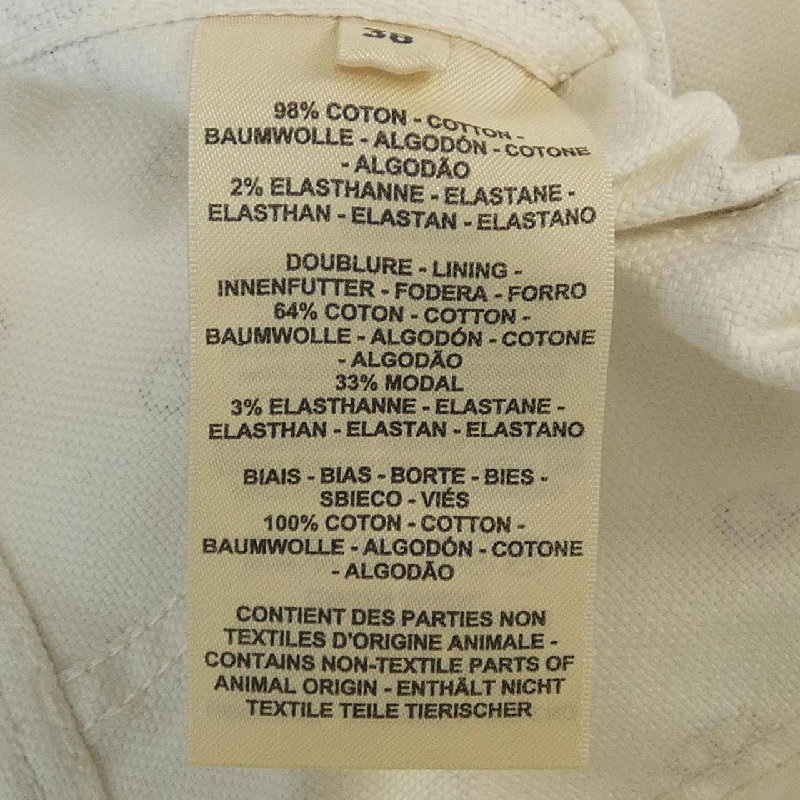 98% COTON - COTTON -
BAUMWOLLE - ALGODÓN - COTONE
- ALGODÃO
2% ELASTHANNE - ELASTANE -
ELASTHAN - ELASTAN - ELASTANO
DOUBLURE - LINING -
INNENFUTTER - FODERA - FORRO
64% COTON - COTTON -
BAUMWOLLE - ALGODÓN - COTONE
- ALGODÃO
33% MODAL
3% ELASTHANNE - ELASTANE -
ELASTHAN - ELASTAN - ELASTANO
BIAIS - BIAS - BORTE - BIES -
SBIECO - VIÉS
100% COTON - COTTON -
BAUMWOLLE - ALGODÓN - COTONE
- ALGODÃO
CONTIENT DES PARTIES NON
TEXTILES D'ORIGINE ANIMALE -
CONTAINS NON-TEXTILE PARTS OF
ANIMAL ORIGIN - ENTHÄLT NICHT
TEXTILE TEILE TIERISCHER